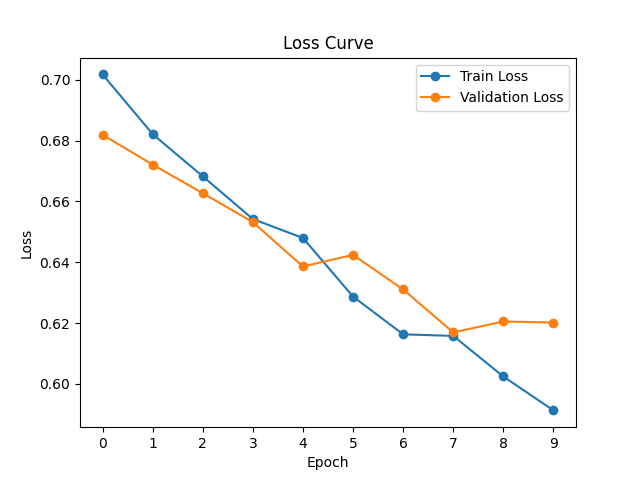 Loss Curve
Train Loss
Validation Loss
0.70
0.68
0.66
0.64
0.62
0.60
Loss
0 1 2 3 4 5 6 7 8 9
Epoch